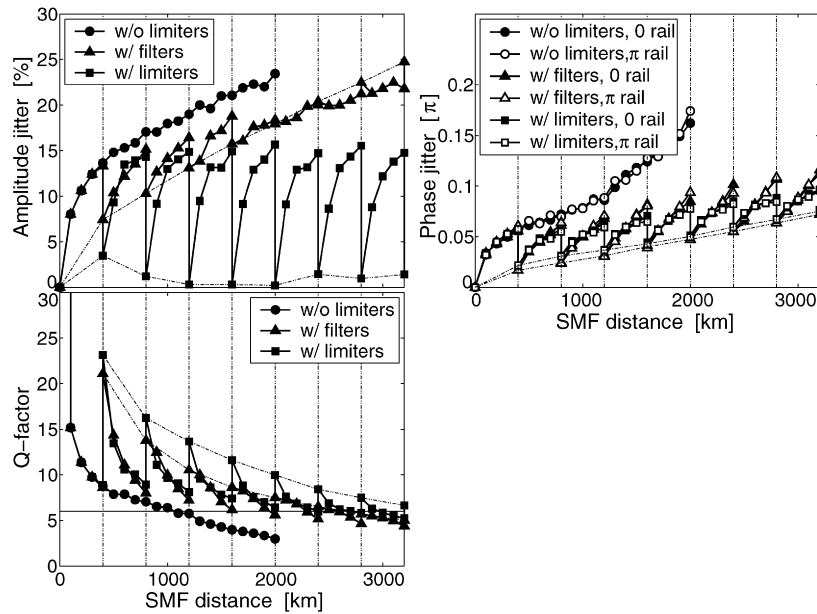 30
25
20
15
10
5
0
Amplitude jitter [%]
w/o limiters
w/ filters
w/ limiters
0.2
0.15
0.1
0.05
0
Phase jitter [π]
w/o limiters, 0 rail
w/o limiters,π rail
w/ filters, 0 rail
w/ filters,π rail
w/ limiters, 0 rail
w/ limiters,π rail
0 1000 2000 3000
SMF distance [km]
30
25
20
15
10
5
0
Q−factor
w/o limiters
w/ filters
w/ limiters
0 1000 2000 3000
SMF distance [km]